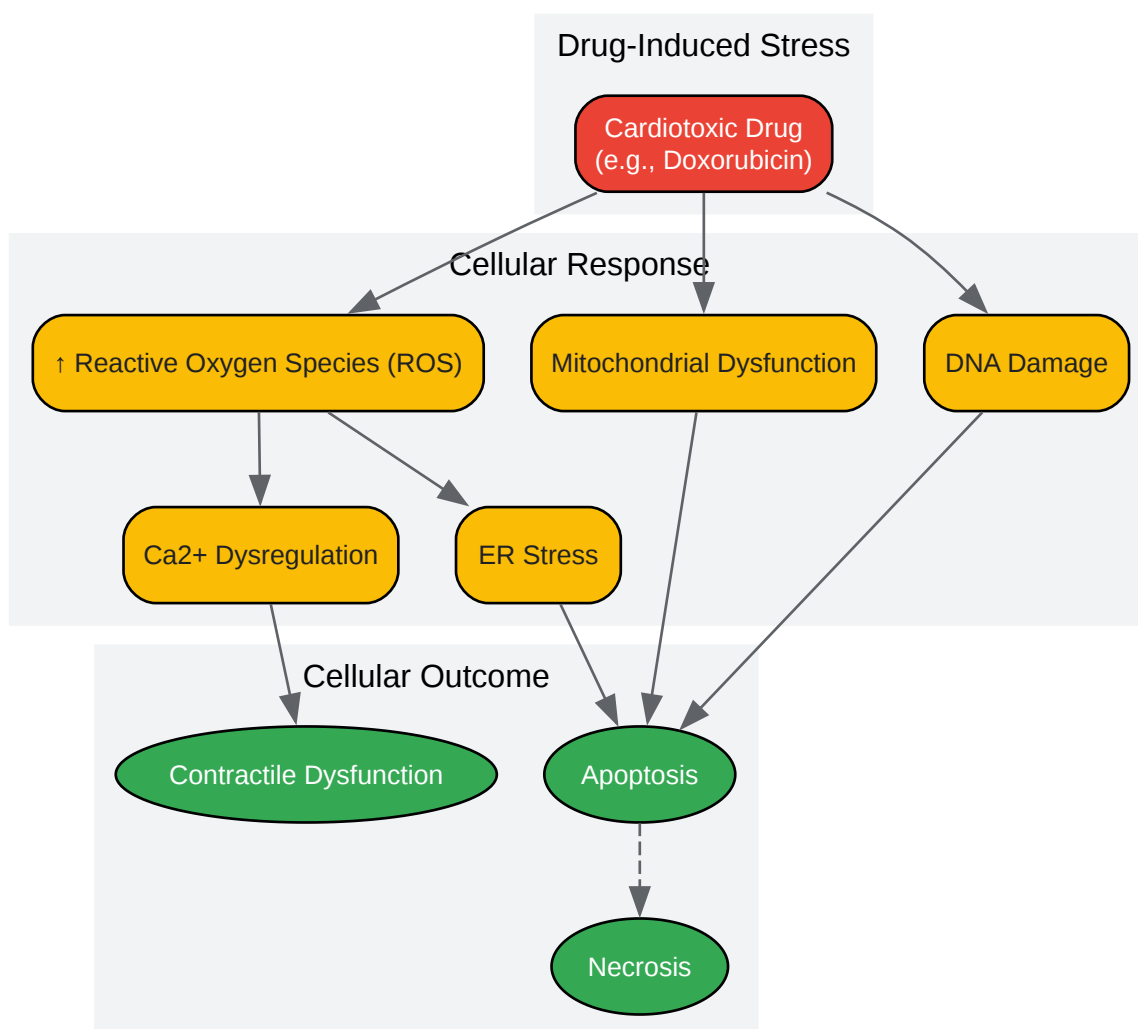 Drug-Induced Stress
Cardiotoxic Drug
(e.g., Doxorubicin)
Cellular Response
↑ Reactive Oxygen Species (ROS)
Mitochondrial Dysfunction
DNA Damage
Ca2+ Dysregulation
ER Stress
Cellular Outcome
Contractile Dysfunction
Apoptosis
Necrosis